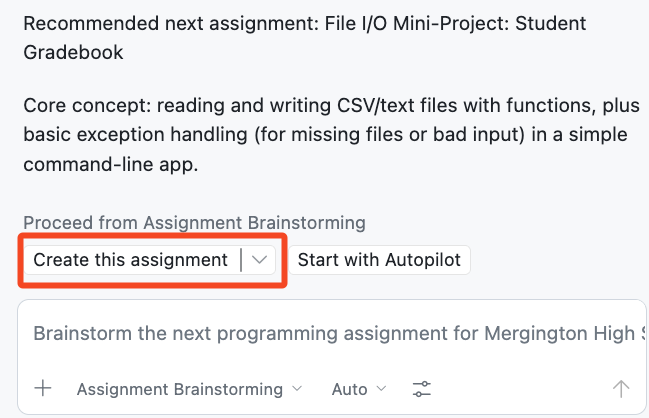 Recommended next assignment: File I/O Mini-Project: Student
Gradebook
Core concept: reading and writing CSV/text files with functions, plus
basic exception handling (for missing files or bad input) in a simple
command-line app.
Proceed from Assignment Brainstorming
Create this assignment
Start with Autopilot
Brainstorm the next programming assignment for Mergington High
Assignment Brainstorming
Auto